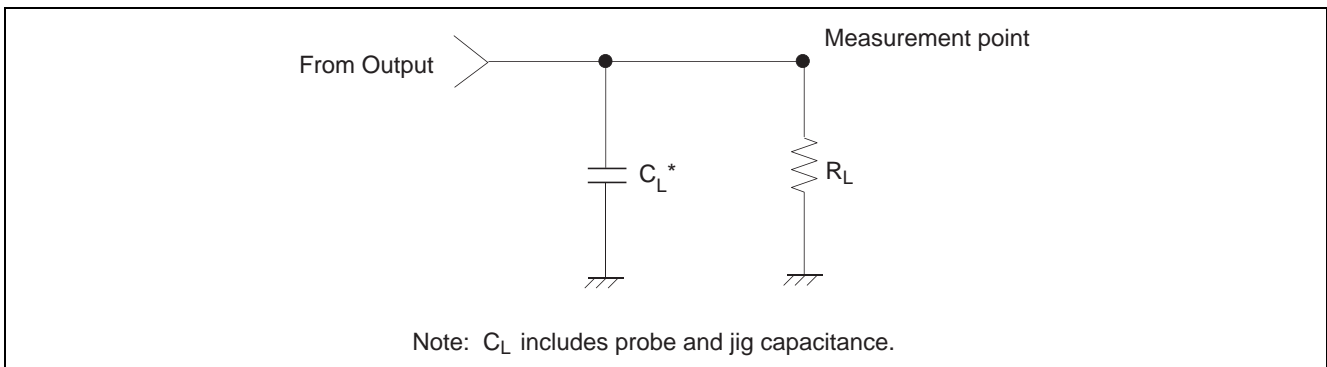 Measurement point
From Output
C_L*
R_L
Note: C_L includes probe and jig capacitance.